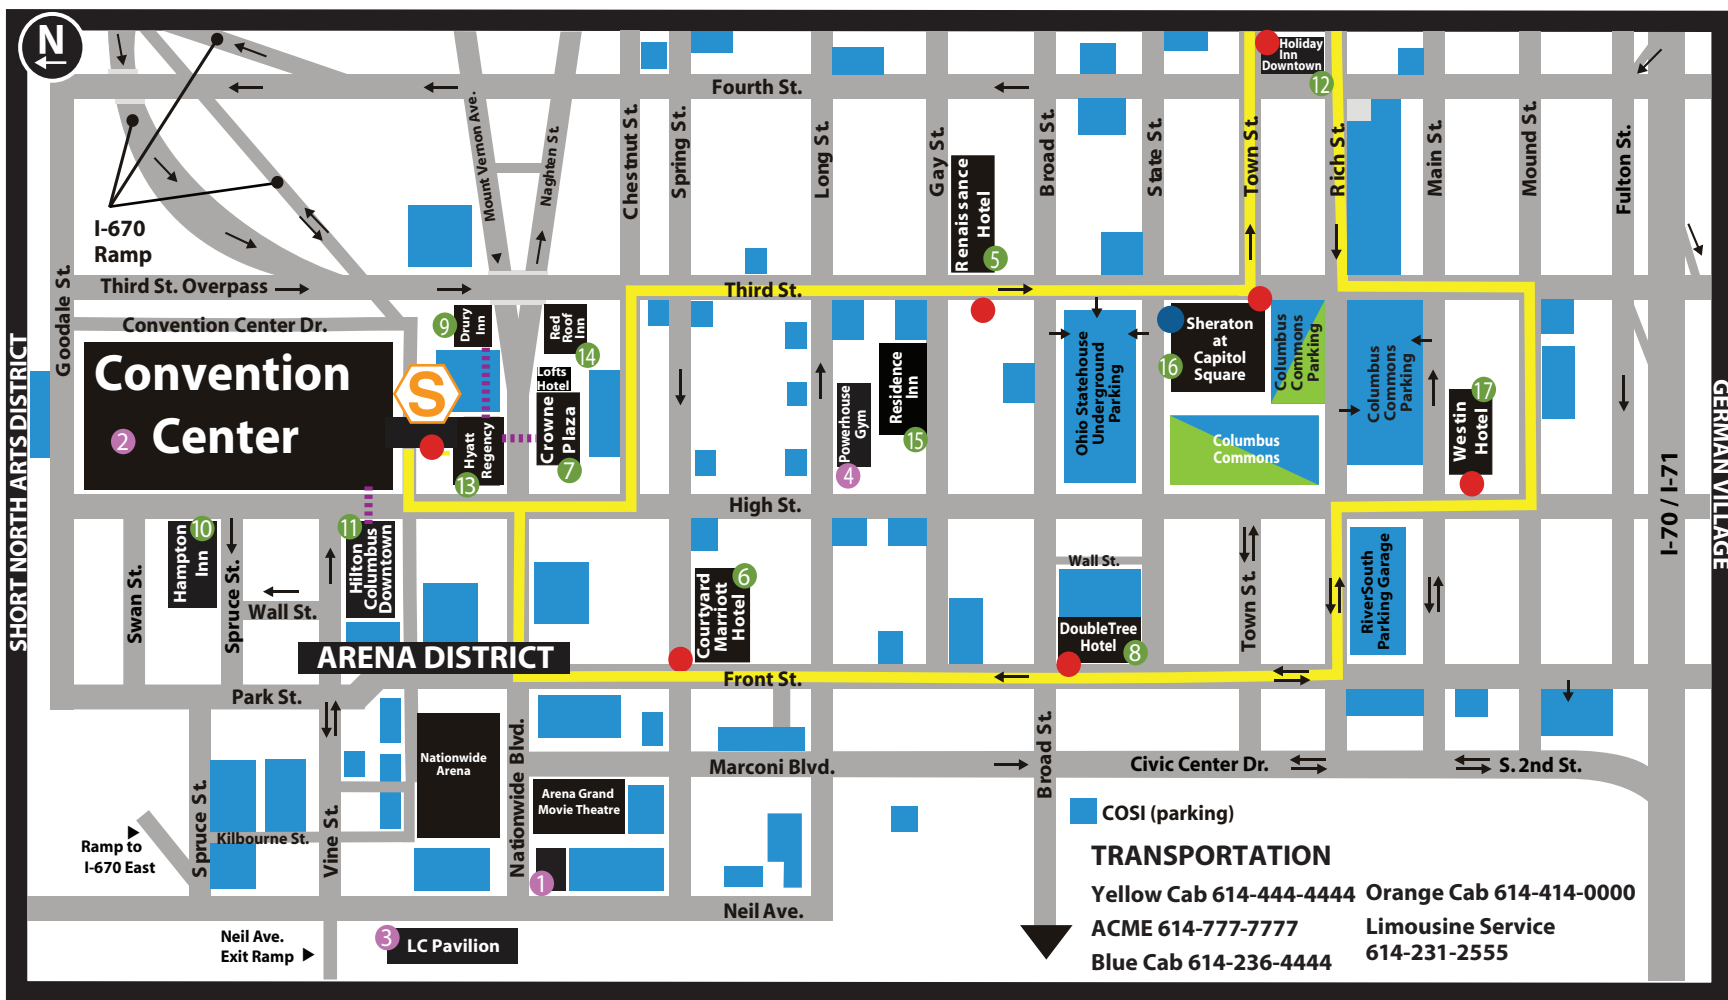 N
Fourth St.
Holiday
Inn
Downtown
12
I-670
Ramp
Mount Vernon Ave.
Naghten St.
Chestnut St.
Spring St.
Long St.
Gay St.
Broad St.
State St.
Town St.
Rich St.
Main St.
Mound St.
Fulton St.
Renaissance
Hotel
5
Goodale St.
Third St. Overpass
Third St.
Convention Center Dr.
SHORT NORTH ARTS DISTRICT
GERMAN VILLAGE
Convention
Center
2
S
9
Drury
Inn
Red
Roof
Inn
14
Lofts
Hotel
Crowne
Plaza
7
Hyatt
Regency
13
Powerhouse
Gym
4
Residence
Inn
15
Ohio Statehouse
Underground
Parking
Sheraton
at
Capitol
Square
16
Columbus
Commons
Parking
Columbus
Commons
Columbus
Commons
Parking
17
Westin
Hotel
I-70 / I-71
High St.
Swan St.
Hampton
Inn
10
Spruce St.
Wall St.
11
Hilton
Columbus
Downtown
Courtyard
Marriott
Hotel
6
Wall St.
DoubleTree
Hotel
8
Town St.
RiverSouth
Parking Garage
ARENA DISTRICT
Front St.
Park St.
Nationwide
Arena
Nationwide Blvd.
Marconi Blvd.
Broad St.
Civic Center Dr.
S. 2nd St.
Arena Grand
Movie Theatre
Spruce St.
Kilbourne St.
Vine St.
Ramp to
I-670 East
1
Neil Ave.
Neil Ave.
Exit Ramp
3
LC Pavilion
COSI (parking)
TRANSPORTATION
Yellow Cab 614-444-4444
ACME 614-777-7777
Blue Cab 614-236-4444
Orange Cab 614-414-0000
Limousine Service
614-231-2555